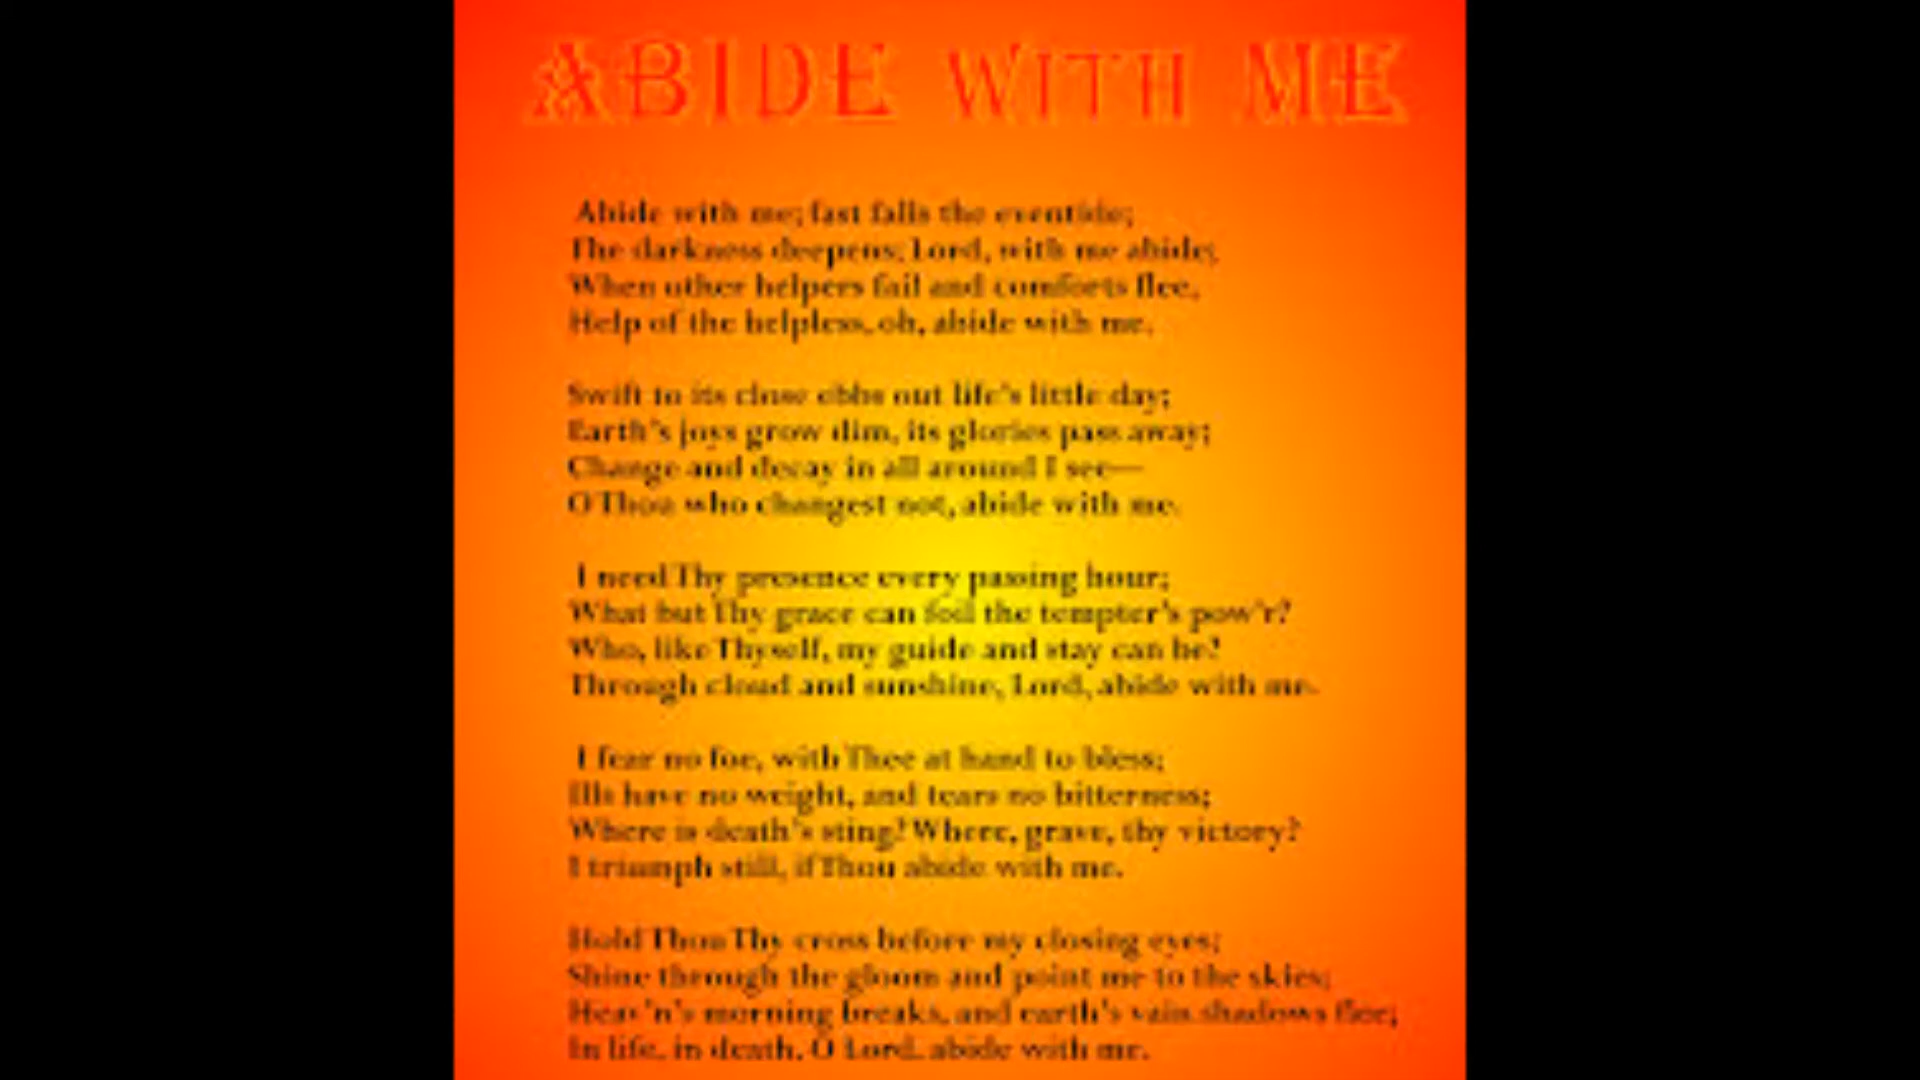 ABIDE WITH ME
Abide with me; fast falls the eventide;
The darkness deepens; Lord, with me abide;
When other helpers fail and comforts flee,
Help of the helpless, oh, abide with me.
Swift to its close ebbs out life's little day;
Earth's joys grow dim, its glories pass away;
Change and decay in all around I see—
O Thou who changest not, abide with me.
I need Thy presence every passing hour;
What but Thy grace can foil the tempter's pow'r?
Who, like Thyself, my guide and stay can be?
Through cloud and sunshine, Lord, abide with me.
I fear no foe, with Thee at hand to bless;
Ills have no weight, and tears no bitterness;
Where is death's sting? Where, grave, thy victory?
I triumph still, if Thou abide with me.
Hold Thou Thy cross before my closing eyes;
Shine through the gloom and point me to the skies;
Heav'n's morning breaks, and earth's vain shadows flee;
In life, in death, O Lord, abide with me.